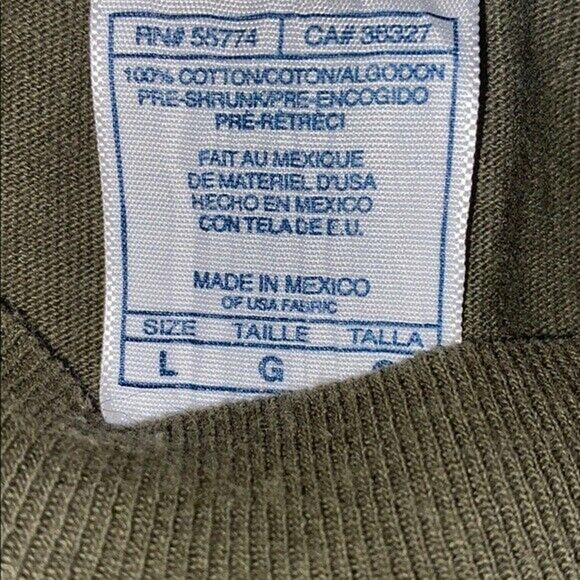 RN# 55774 CA# 36327
100% COTTON/COTON/ALGODON
PRE-SHRUNK/PRE-ENCOGIDO
PRÉ-RÉTRÉCI
FAIT AU MEXIQUE
DE MATERIEL D'USA
HECHO EN MEXICO
CON TELA DE E.U.
MADE IN MEXICO
OF USA FABRIC
SIZE TAILLE TALLA
L G